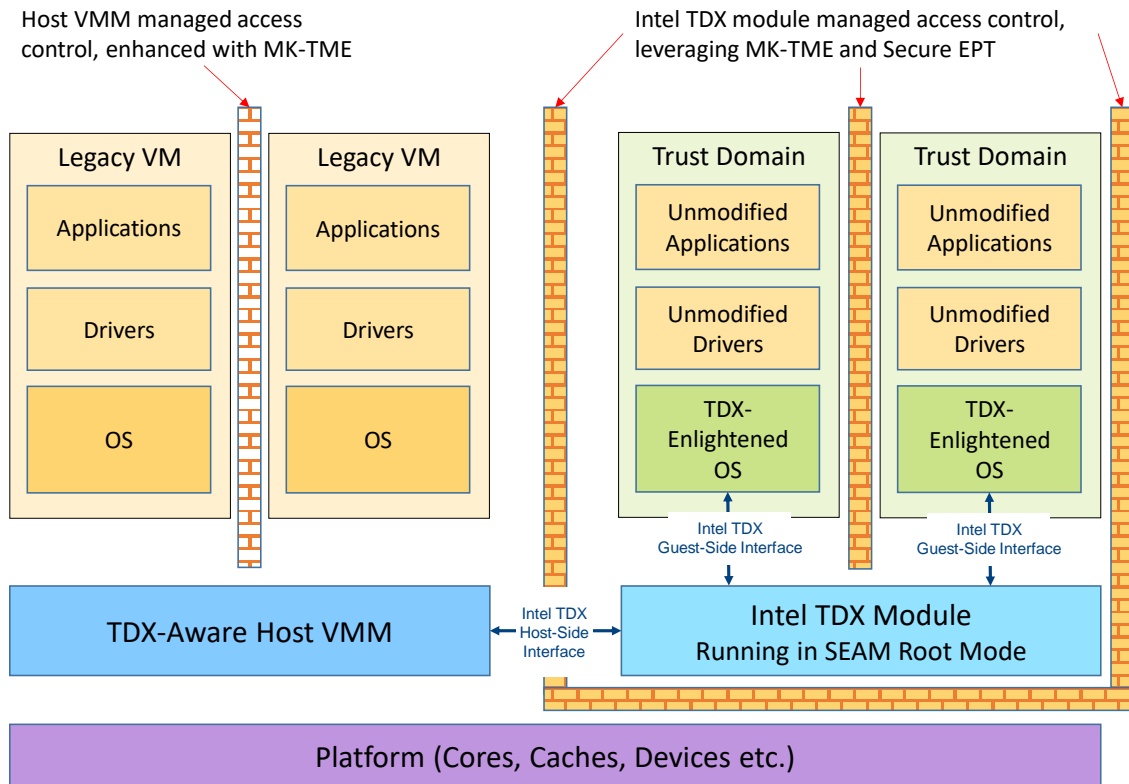 Host VMM managed access
control, enhanced with MK-TME
Intel TDX module managed access control,
leveraging MK-TME and Secure EPT
Legacy VM
Applications
Drivers
OS
Legacy VM
Applications
Drivers
OS
Trust Domain
Unmodified
Applications
Unmodified
Drivers
TDX-
Enlightened
OS
Trust Domain
Unmodified
Applications
Unmodified
Drivers
TDX-
Enlightened
OS
Intel TDX
Guest-Side Interface
Intel TDX
Guest-Side Interface
TDX-Aware Host VMM
Intel TDX
Host-Side
Interface
Intel TDX Module
Running in SEAM Root Mode
Platform (Cores, Caches, Devices etc.)